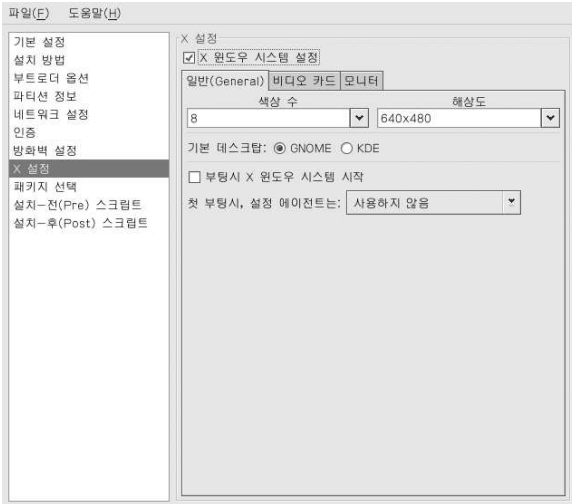 파일(F) 도움말(H)
기본 설정
설치 방법
부트로더 옵션
파티션 정보
네트워크 설정
인증
방화벽 설정
X 설정
패키지 선택
설치-전(Pre) 스크립트
설치-후(Post) 스크립트
X 설정
X 윈도우 시스템 설정
일반(General) 비디오 카드 모니터
색상 수 해상도
8 640x480
기본 데스크탑: GNOME KDE
부팅시 X 윈도우 시스템 시작
첫 부팅시, 설정 에이전트는: 사용하지 않음